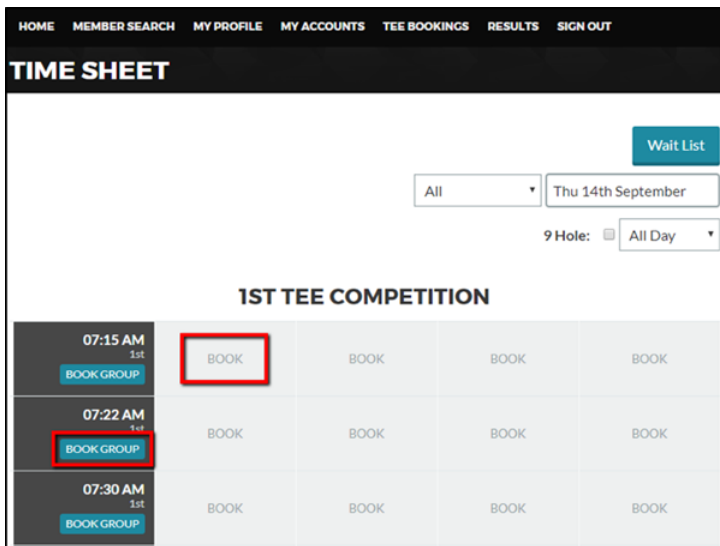 HOME MEMBER SEARCH MY PROFILE MY ACCOUNTS TEE BOOKINGS RESULTS SIGN OUT
TIME SHEET
Wait List
All Thu 14th September
9 Hole: All Day
1ST TEE COMPETITION
07:15 AM
1st
BOOK GROUP BOOK BOOK BOOK BOOK
07:22 AM
1st
BOOK GROUP BOOK BOOK BOOK BOOK
07:30 AM
1st
BOOK GROUP BOOK BOOK BOOK BOOK